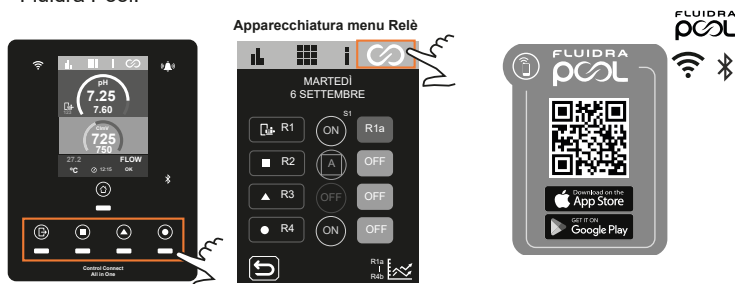 Fluidra Pool.
Apparecchiatura menu Relè
FLUIDRA
POOL
pH
7.25
7.60
725
750
27.2
FLOW
°C
12:15
OK
Control Connect
All in One
i
MARTEDÌ
6 SETTEMBRE
S1
R1
ON
R1a
R2
A
OFF
R3
OFF
OFF
R4
ON
OFF
R1a
R4b
FLUIDRA
POOL
Download on the
App Store
GET IT ON
Google Play